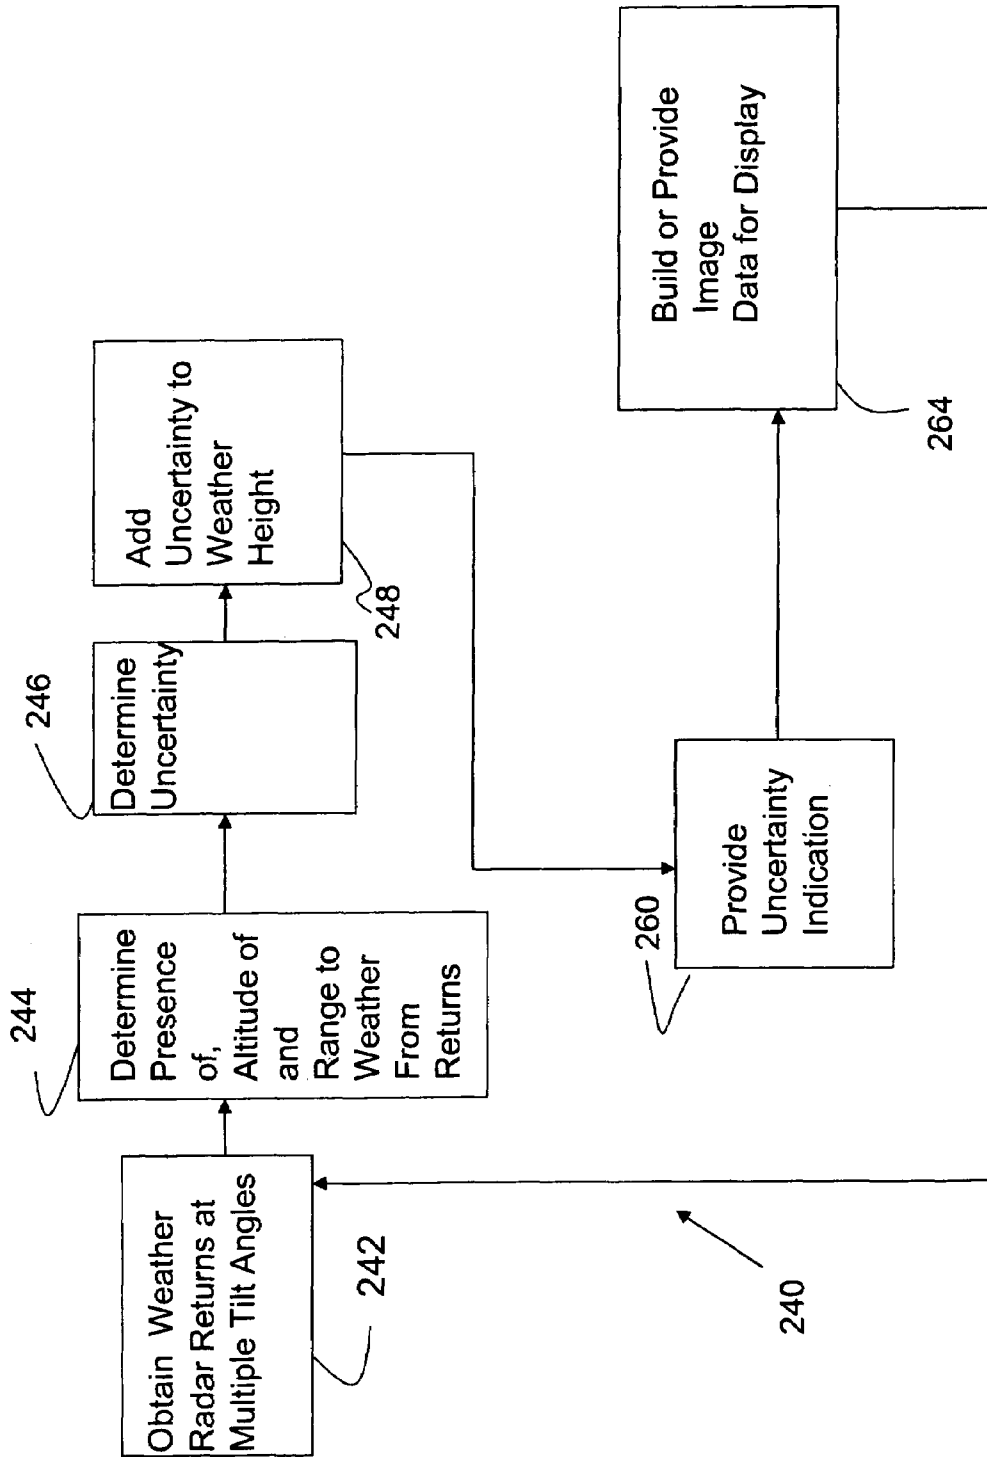 244
246
Obtain Weather
Radar Returns at
Multiple Tilt Angles
242
Determine
Presence
of,
Altitude of
and
Range to
Weather
From
Returns
Determine
Uncertainty
Add
Uncertainty to
Weather
Height
248
260
Provide
Uncertainty
Indication
Build or Provide
Image
Data for Display
264
240